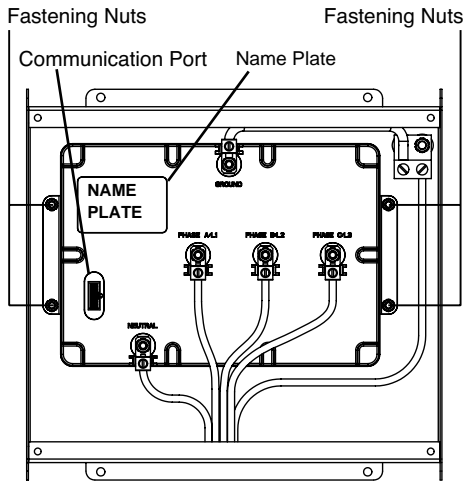 Fastening Nuts
Fastening Nuts
Communication Port
Name Plate
GROUND
NAME
PLATE
PHASE A/L1
PHASE B/L2
PHASE C/L3
NEUTRAL